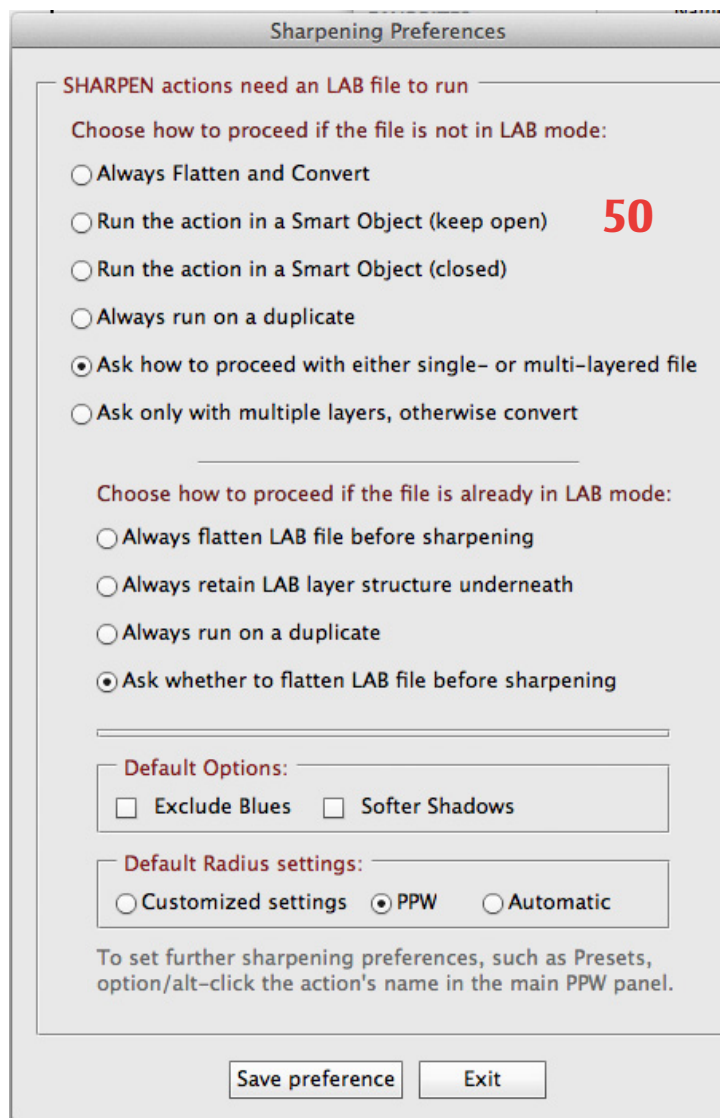 Sharpening Preferences
SHARPEN actions need an LAB file to run
Choose how to proceed if the file is not in LAB mode:
Always Flatten and Convert
Run the action in a Smart Object (keep open)
50
Run the action in a Smart Object (closed)
Always run on a duplicate
Ask how to proceed with either single- or multi-layered file
Ask only with multiple layers, otherwise convert
Choose how to proceed if the file is already in LAB mode:
Always flatten LAB file before sharpening
Always retain LAB layer structure underneath
Always run on a duplicate
Ask whether to flatten LAB file before sharpening
Default Options:
Exclude Blues Softer Shadows
Default Radius settings:
Customized settings PPW Automatic
To set further sharpening preferences, such as Presets,
option/alt-click the action's name in the main PPW panel.
Save preference Exit